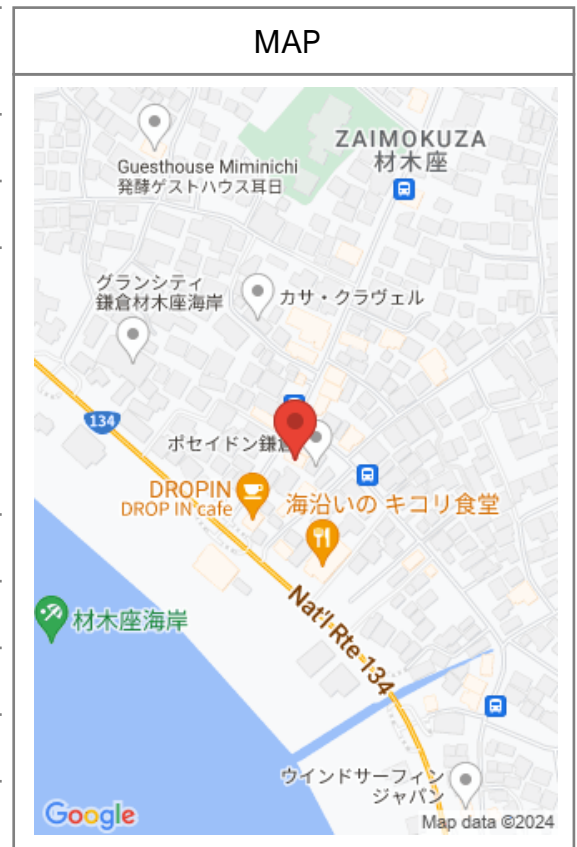 MAP
ZAIMOKUZA
材木座
Guesthouse Miminichi
発酵ゲストハウス耳日
グランシティ
鎌倉材木座海岸
カサ・クラヴェル
134
ポセイドン鎌倉
DROPIN
DROP IN cafe
海沿いの キコリ食堂
材木座海岸
Nat'l Rte 134
ウインドサーフィン
ジャパン
Google
Map data ©2024